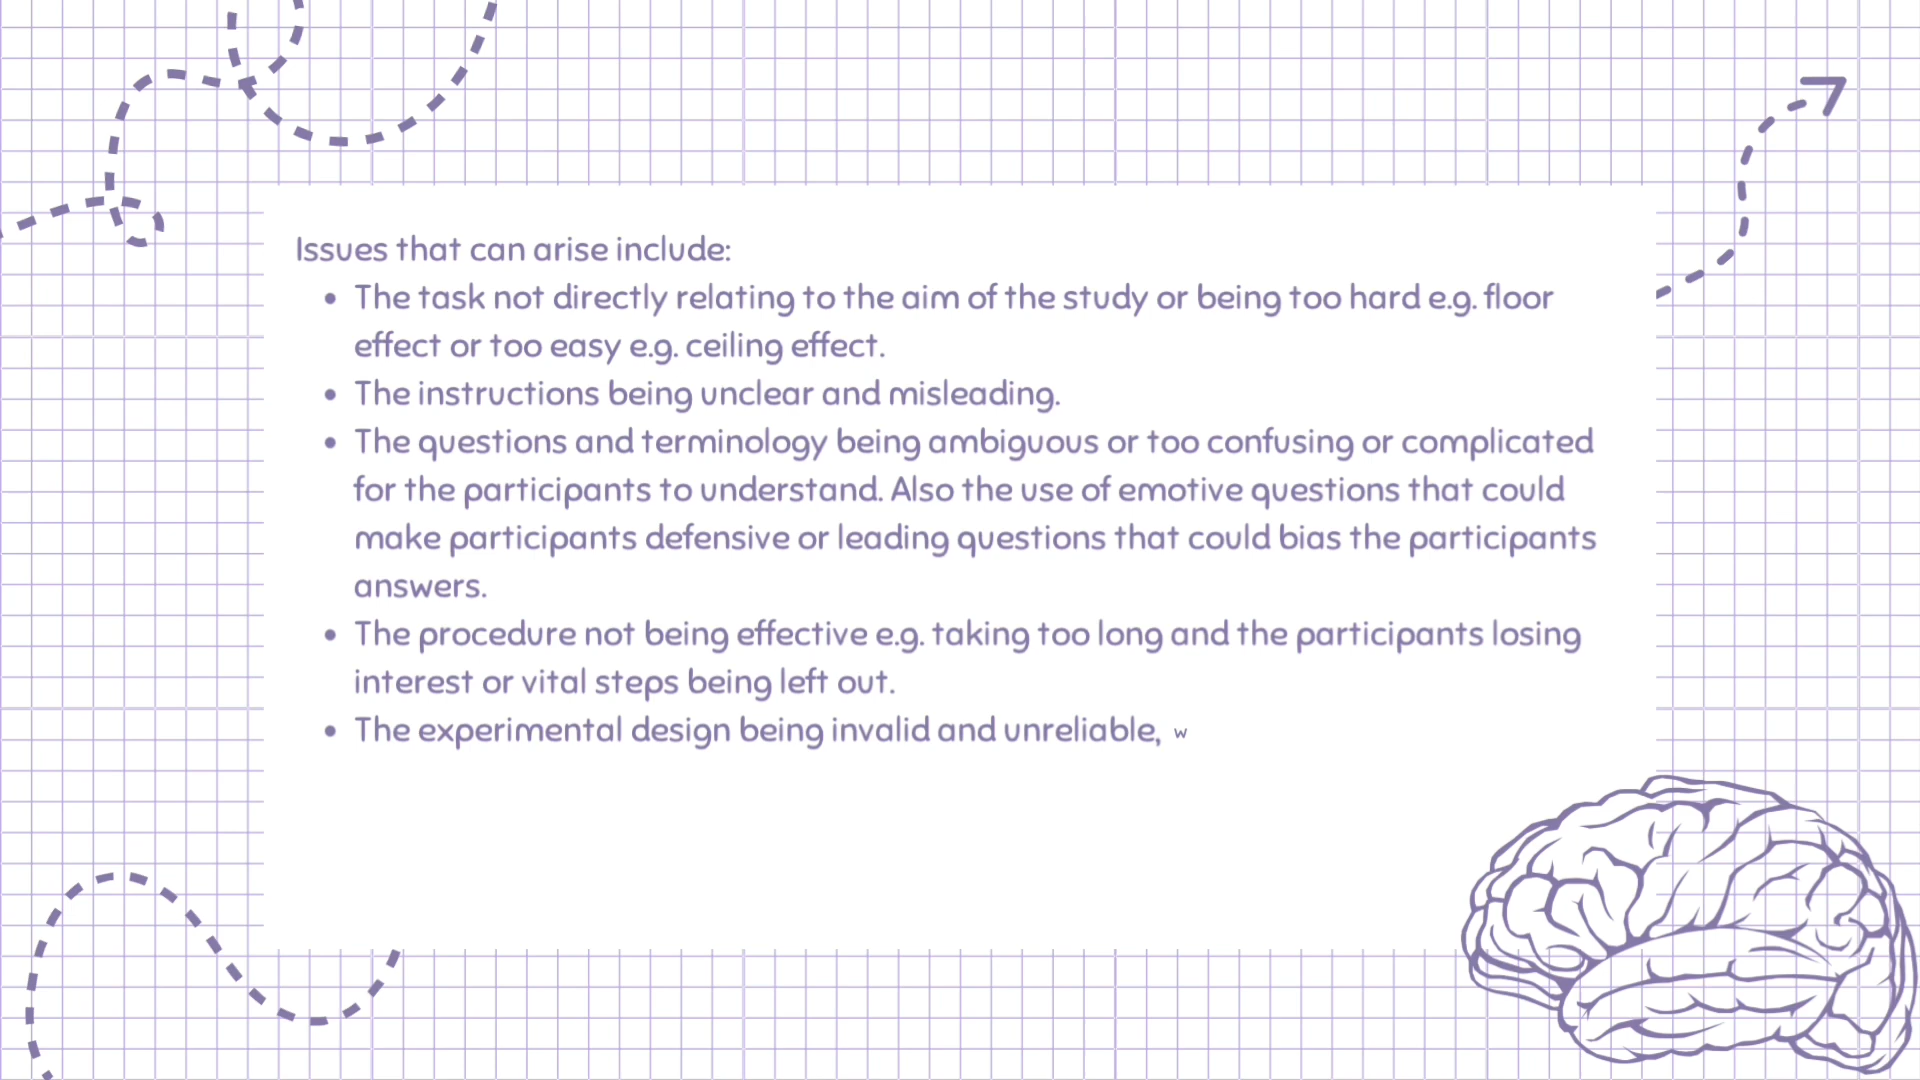 Issues that can arise include:
• The task not directly relating to the aim of the study or being too hard e.g. floor
effect or too easy e.g. ceiling effect.
• The instructions being unclear and misleading.
• The questions and terminology being ambiguous or too confusing or complicated
for the participants to understand. Also the use of emotive questions that could
make participants defensive or leading questions that could bias the participants
answers.
• The procedure not being effective e.g. taking too long and the participants losing
interest or vital steps being left out.
• The experimental design being invalid and unreliable, w